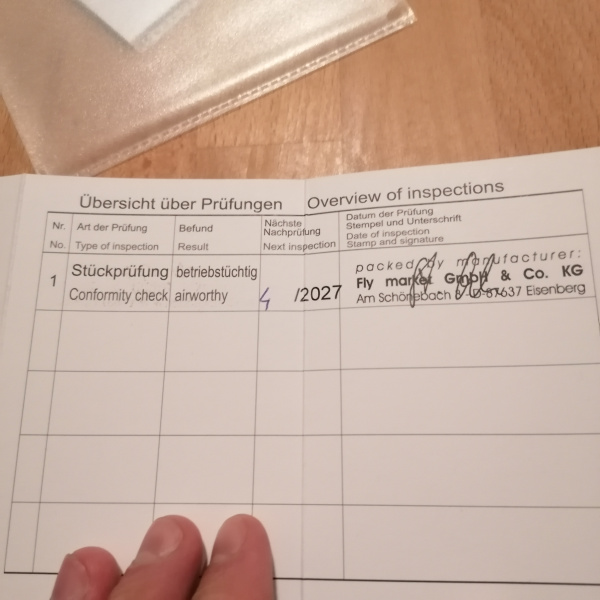 Übersicht über Prüfungen Overview of inspections
Nr. Art der Prüfung Befund Nächste Nachprüfung Datum der Prüfung
Stempel und Unterschrift
No. Type of inspection Result Next inspection Date of inspection
Stamp and signature
1 Stückprüfung betriebstüchtig packed by manufacturer:
Conformity check airworthy 4 /2027 Fly market GmbH & Co. KG
Am Schönebach D-87637 Eisenberg